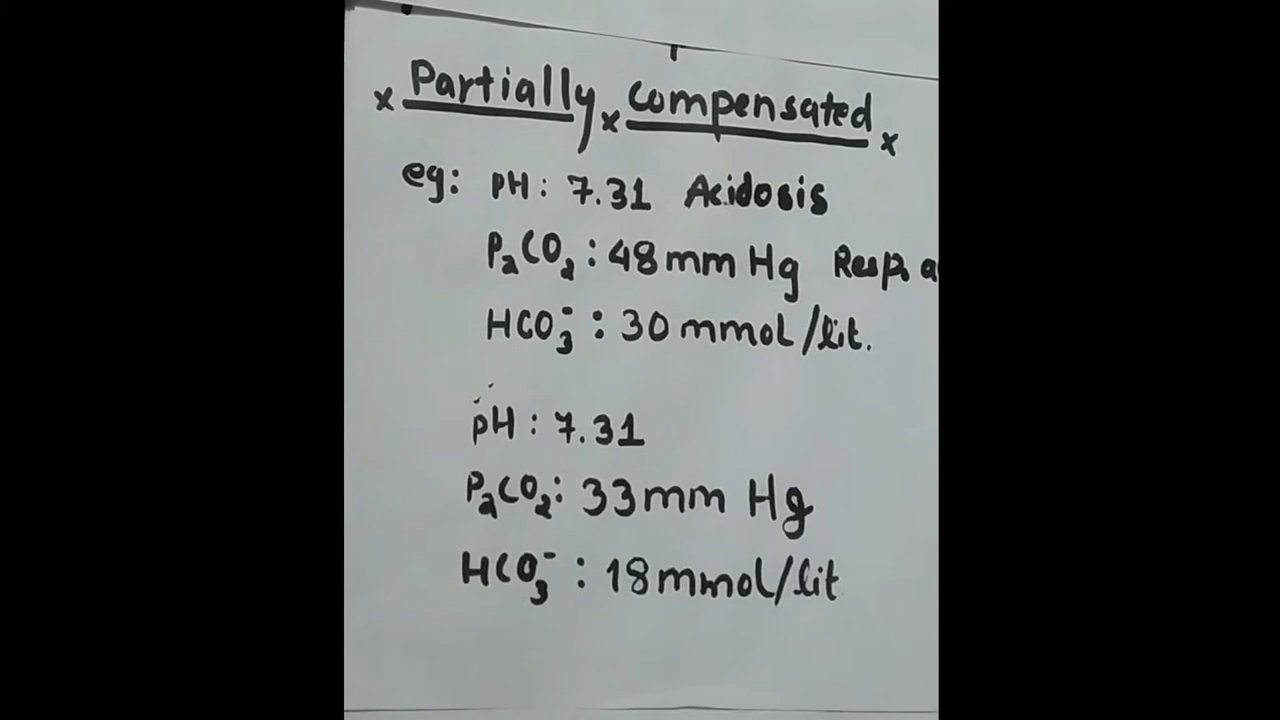 x Partially x compensated x
eg: pH: 7.31 Acidosis
PaCO₂: 48 mm Hg Resp. a
HCO₃⁻: 30 mmol/lit.
pH: 7.31
PaCO₂: 33 mm Hg
HCO₃⁻: 18 mmol/lit